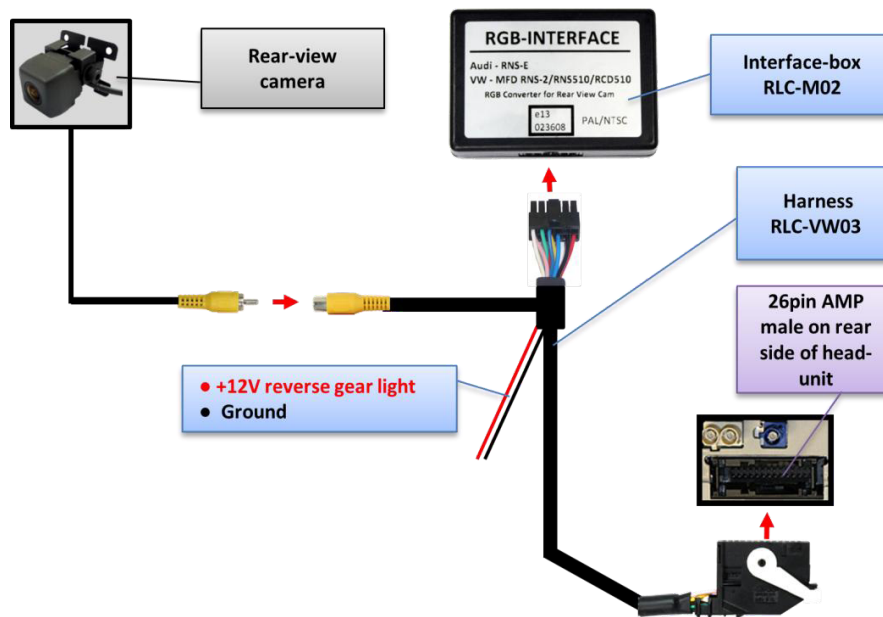 Rear-view
camera
RGB-INTERFACE
Audi - RNS-E
VW - MFD RNS-2/RNS510/RCD510
RGB Converter for Rear View Cam
e13
023608
PAL/NTSC
Interface-box
RLC-M02
Harness
RLC-VW03
26pin AMP
male on rear
side of head-
unit
● +12V reverse gear light
● Ground